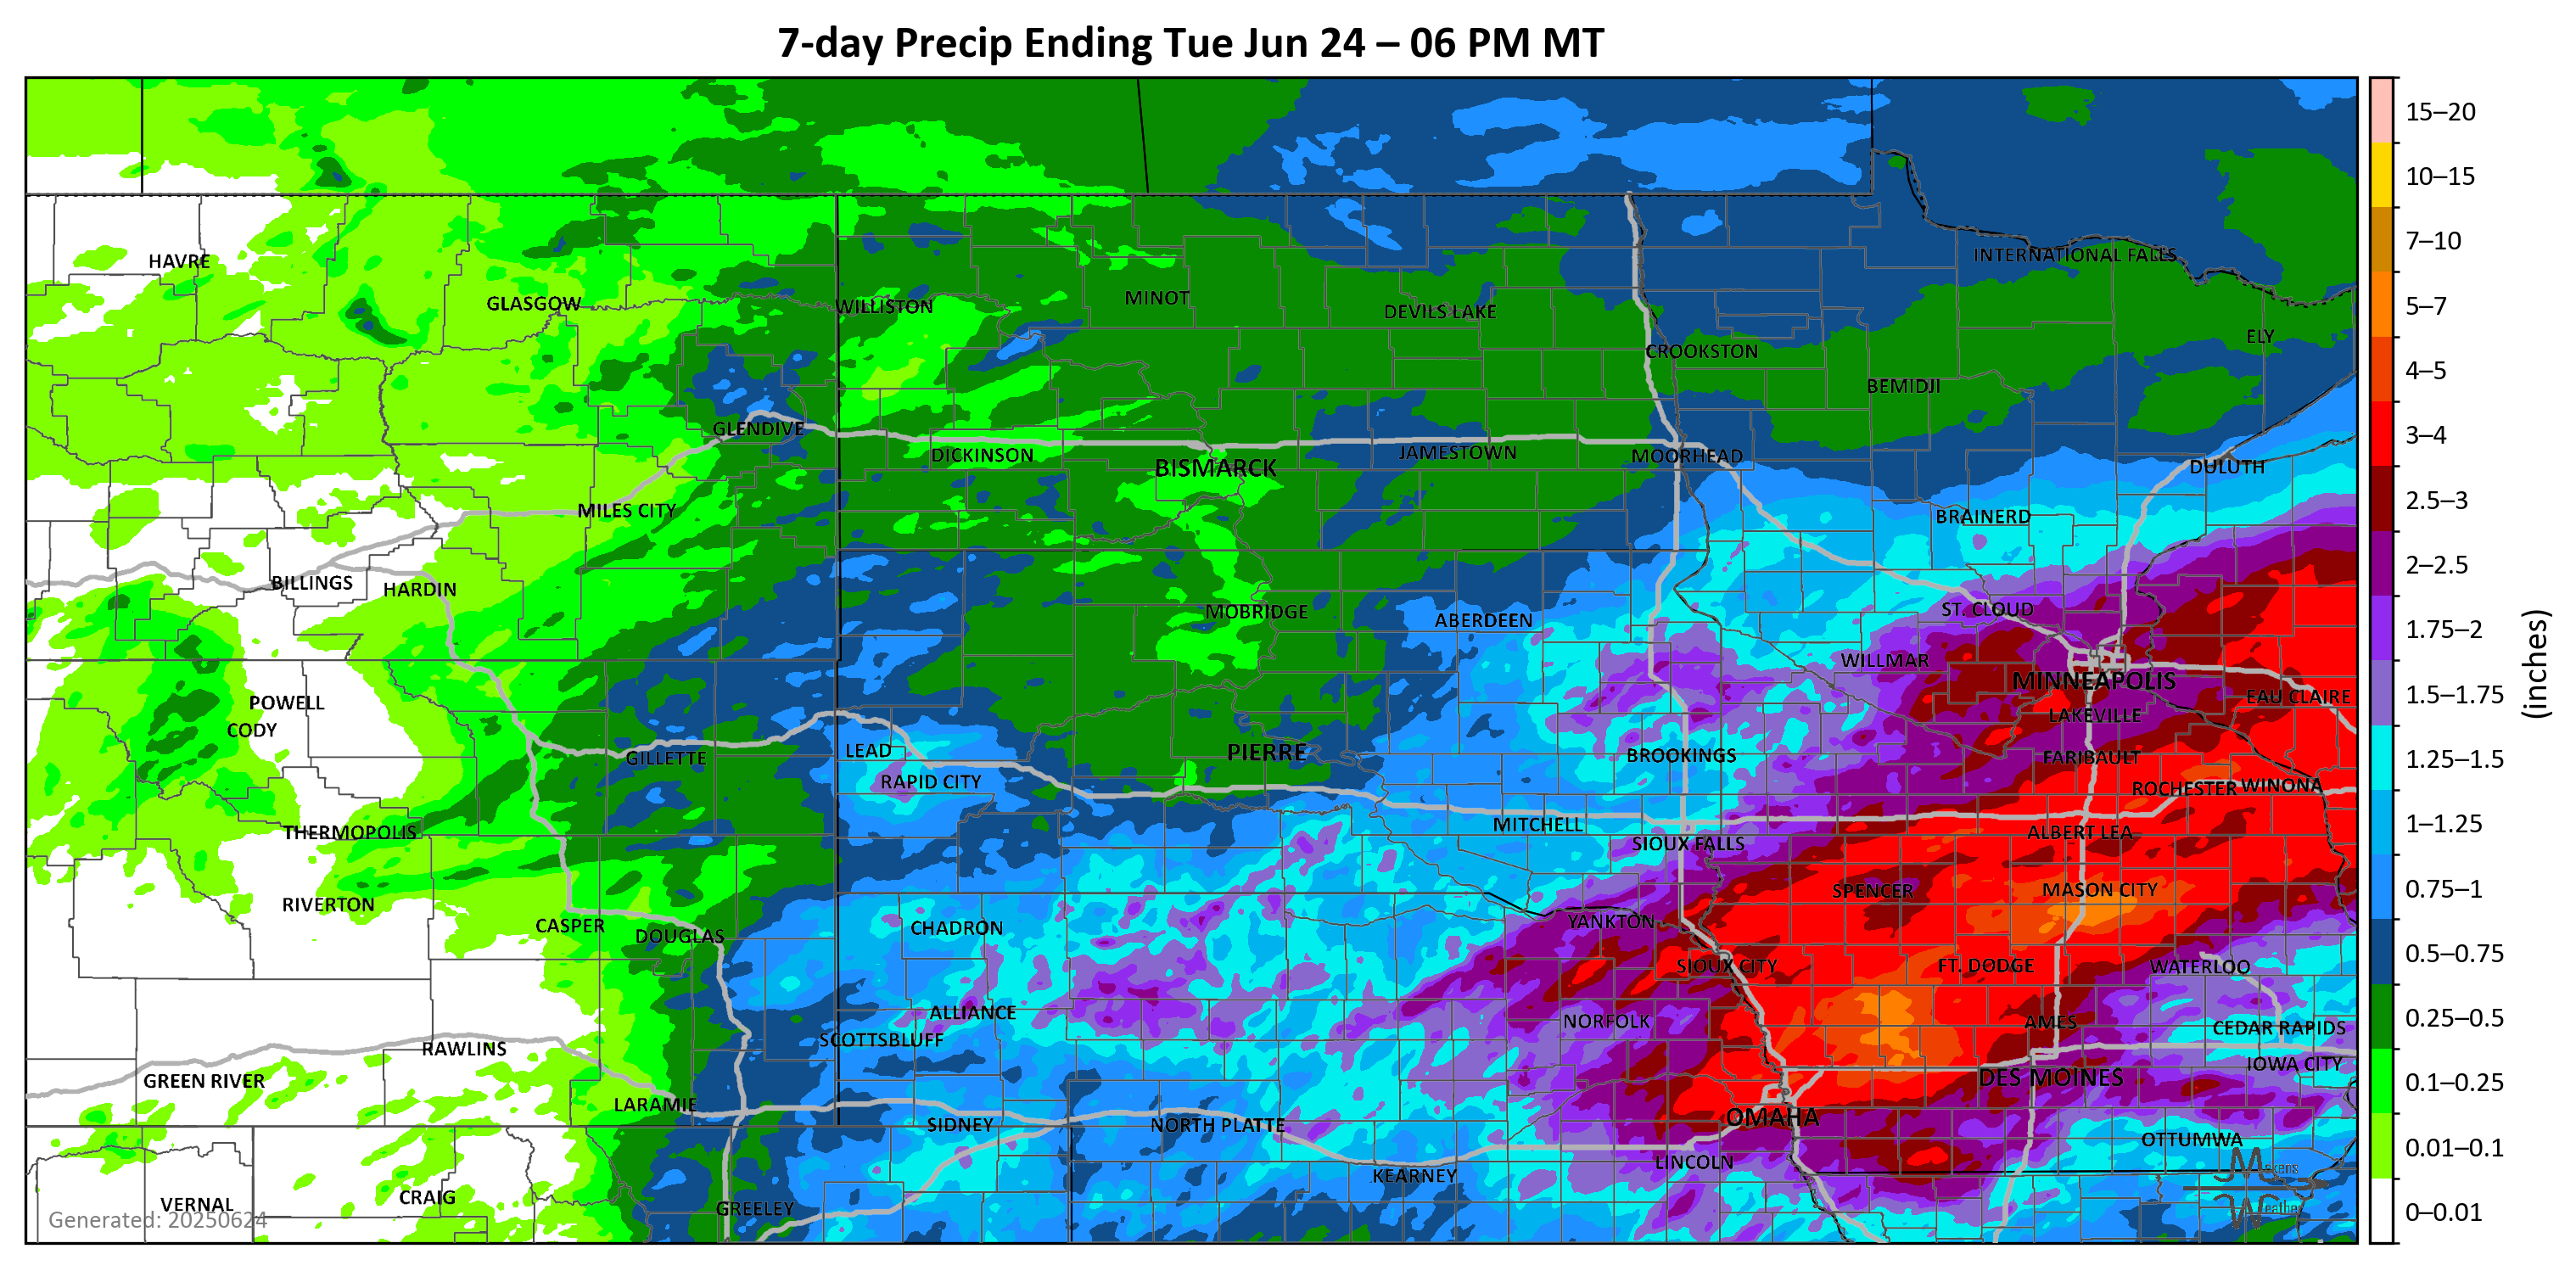 7-day Precip Ending Tue Jun 24 – 06 PM MT
15–20
10–15
7–10
5–7
4–5
3–4
2.5–3
2–2.5
1.75–2
1.5–1.75
1.25–1.5
1–1.25
0.75–1
0.5–0.75
0.25–0.5
0.1–0.25
0.01–0.1
0–0.01
(inches)
HAVRE
INTERNATIONAL FALLS
GLASGOW
WILLISTON
MINOT
DEVILS LAKE
ELY
CROOKSTON
BEMIDJI
GLENDIVE
DICKINSON
BISMARCK
JAMESTOWN
MOORHEAD
DULUTH
MILES CITY
BRAINERD
BILLINGS
HARDIN
MOBRIDGE
ABERDEEN
ST. CLOUD
WILLMAR
MINNEAPOLIS
EAU CLAIRE
POWELL
CODY
LAKEVILLE
GILLETTE
LEAD
PIERRE
BROOKINGS
FARIBAULT
RAPID CITY
ROCHESTER
WINONA
THERMOPOLIS
MITCHELL
SIOUX FALLS
ALBERT LEA
RIVERTON
SPENCER
MASON CITY
CASPER
DOUGLAS
CHADRON
YANKTON
SIOUX CITY
FT. DODGE
WATERLOO
ALLIANCE
NORFOLK
AMES
CEDAR RAPIDS
SCOTTSBLUFF
RAWLINS
IOWA CITY
GREEN RIVER
DES MOINES
LARAMIE
SIDNEY
NORTH PLATTE
OMAHA
OTTUMWA
LINCOLN
KEARNEY
VERNAL
CRAIG
GREELEY
Generated: 20250624
Makens
Weather